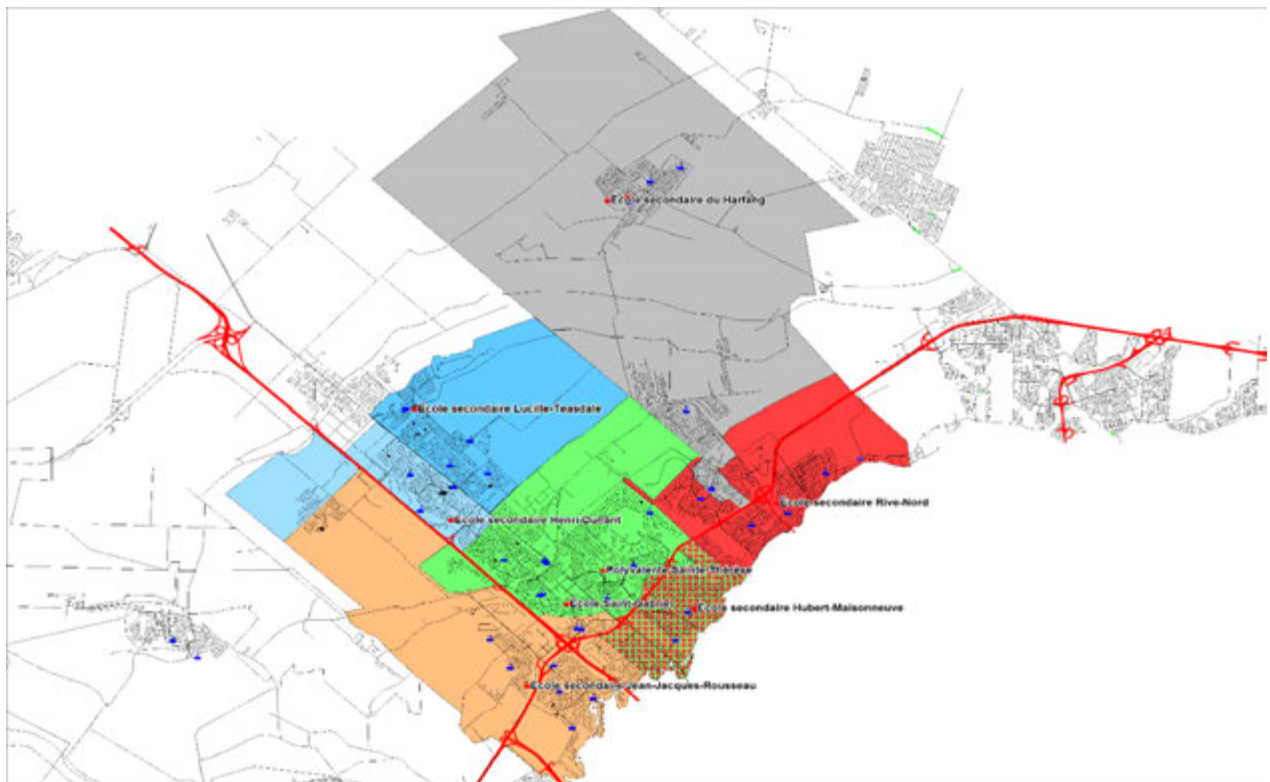 École secondaire du Harfang
École secondaire Lucille-Teasdale
École secondaire Rive-Nord
École secondaire Henri-Dunant
Polyvalente Sainte-Thérèse
École Saint-Gabriel
École secondaire Hubert-Maisonneuve
École secondaire Jean-Jacques-Rousseau